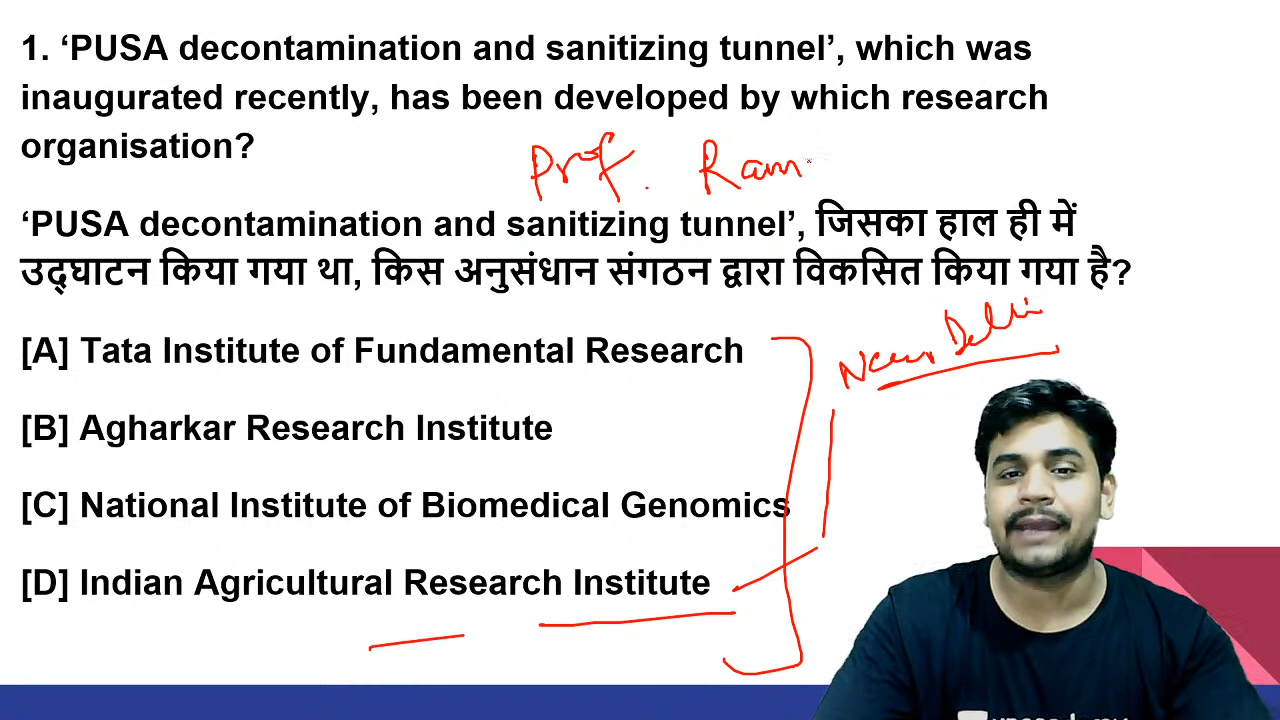 1. ‘PUSA decontamination and sanitizing tunnel’, which was
inaugurated recently, has been developed by which research
organisation?
Prof. Ram
‘PUSA decontamination and sanitizing tunnel’, जिसका हाल ही में
उद्घाटन किया गया था, किस अनुसंधान संगठन द्वारा विकसित किया गया है?
New Delhi
[A] Tata Institute of Fundamental Research
[B] Agharkar Research Institute
[C] National Institute of Biomedical Genomics
[D] Indian Agricultural Research Institute